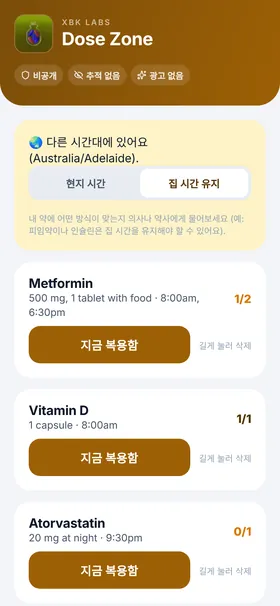 XBK LABS
Dose Zone
비공개
추적 없음
광고 없음
🌏 다른 시간대에 있어요
(Australia/Adelaide).
현지 시간
집 시간 유지
내 약에 어떤 방식이 맞는지 의사나 약사에게 물어보세요 (예:
피임약이나 인슐린은 집 시간을 유지해야 할 수 있어요).
Metformin
500 mg, 1 tablet with food · 8:00am,
6:30pm
1/2
지금 복용함
길게 눌러 삭제
Vitamin D
1 capsule · 8:00am
1/1
지금 복용함
길게 눌러 삭제
Atorvastatin
20 mg at night · 9:30pm
0/1
지금 복용함
길게 눌러 삭제